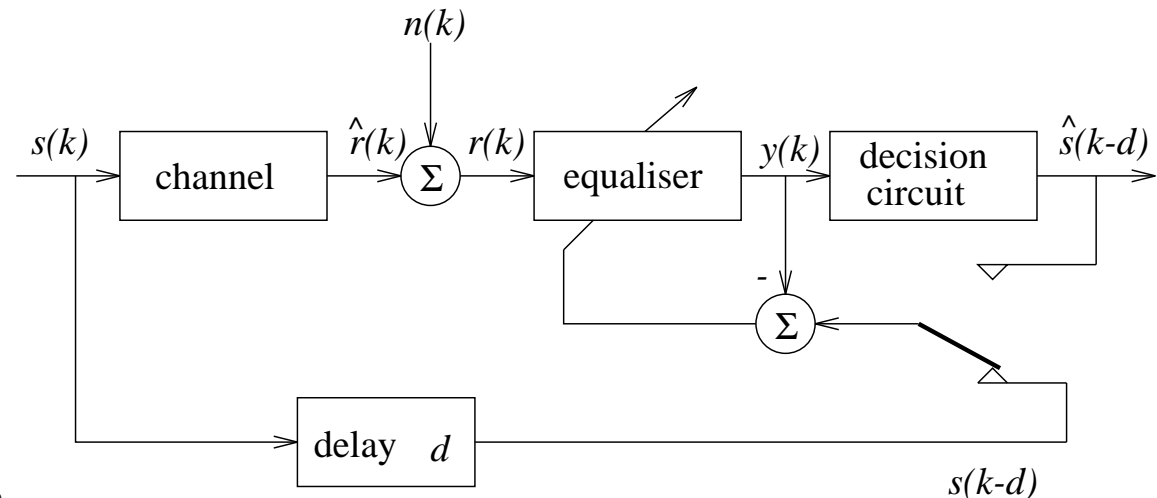 n(k)
s(k)
channel
r̂(k)
Σ
r(k)
equaliser
y(k)
decision
circuit
ŝ(k-d)
-
Σ
delay d
s(k-d)